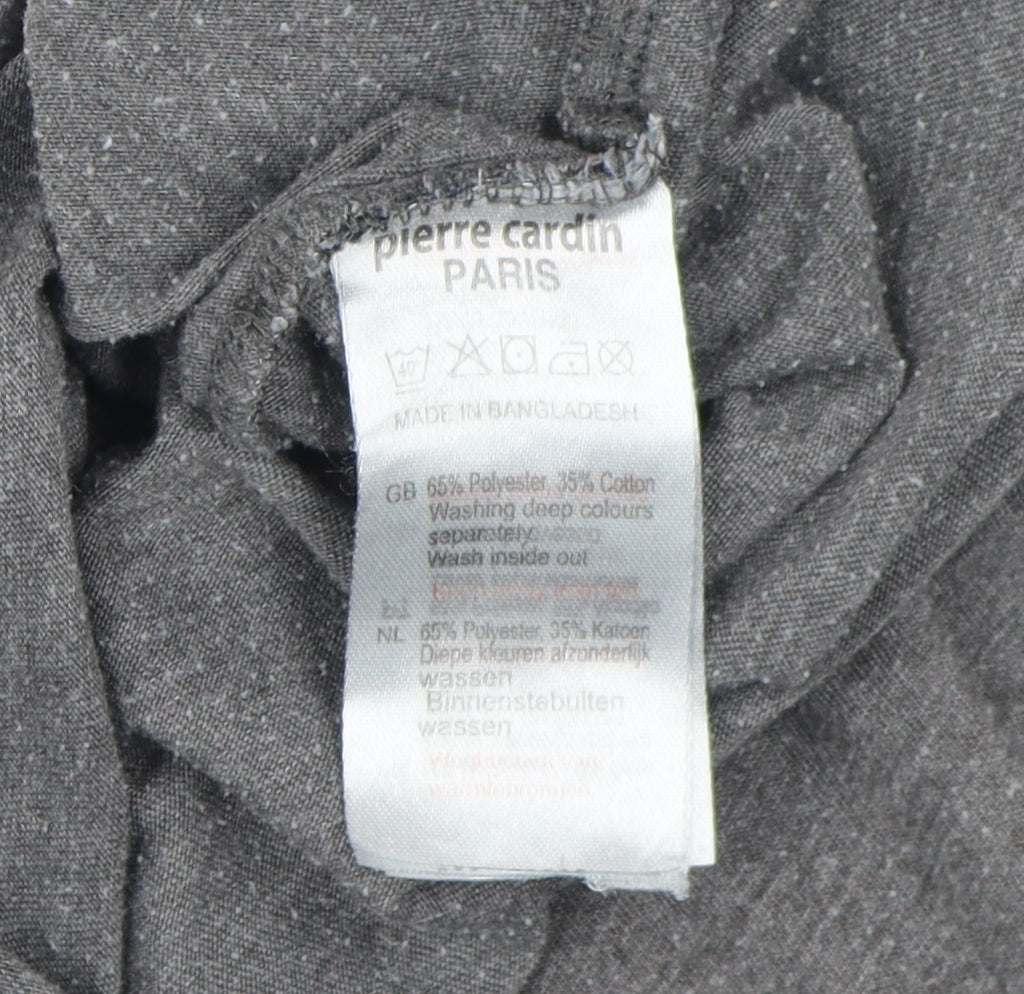 pierre cardin
PARIS
40°
MADE IN BANGLADESH
GB 65% Polyester, 35% Cotton
Washing deep colours
separately
Wash inside out
NL 65% Polyester, 35% Katoen
Diepe kleuren afzonderlijk
wassen
Binnenstebuiten
wassen